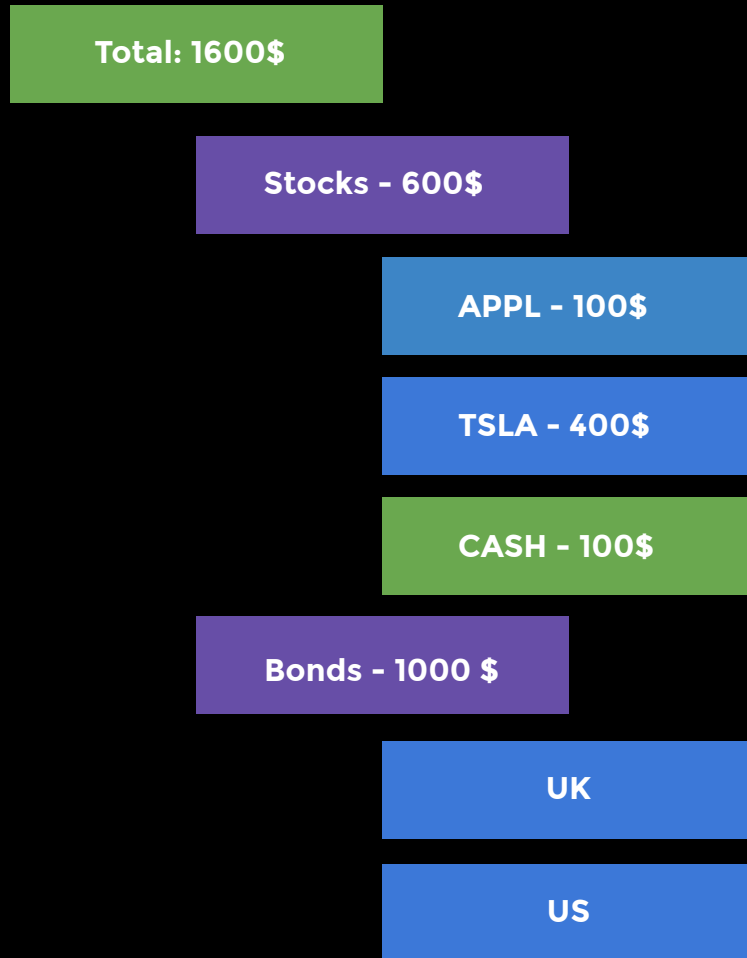 Total: 1600$
Stocks - 600$
APPL - 100$
TSLA - 400$
CASH - 100$
Bonds - 1000 $
UK
US